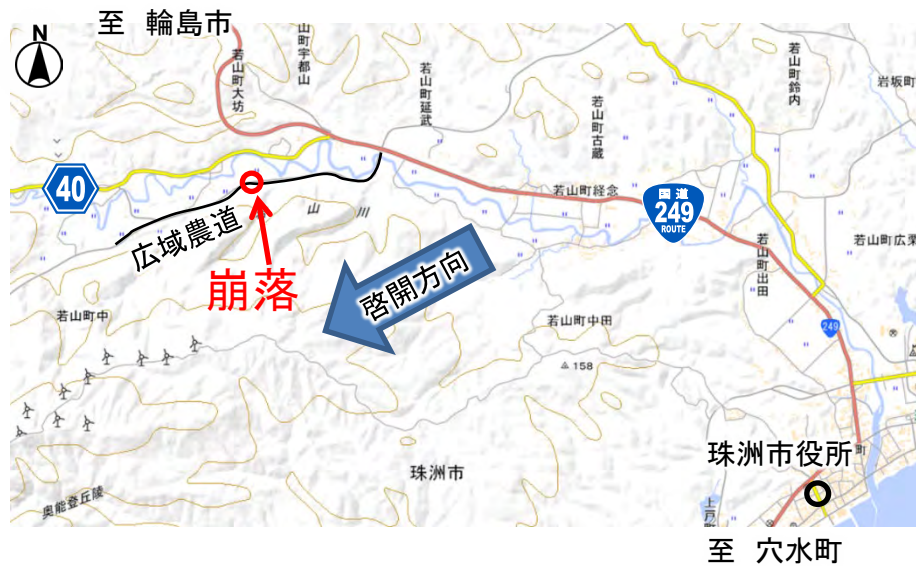 至 輪島市
N
山町宇都山
若山町大坊
若山町延武
若山町古蔵
若山町鈴内
岩坂町
40
広域農道
山 川
崩落
啓開方向
若山町経念
国道
249
ROUTE
若山町出田
若山町広栗
若山町中
若山町中田
249
158
珠洲市
珠洲市役所
町
奥能登丘陵
上戸町
至 穴水町